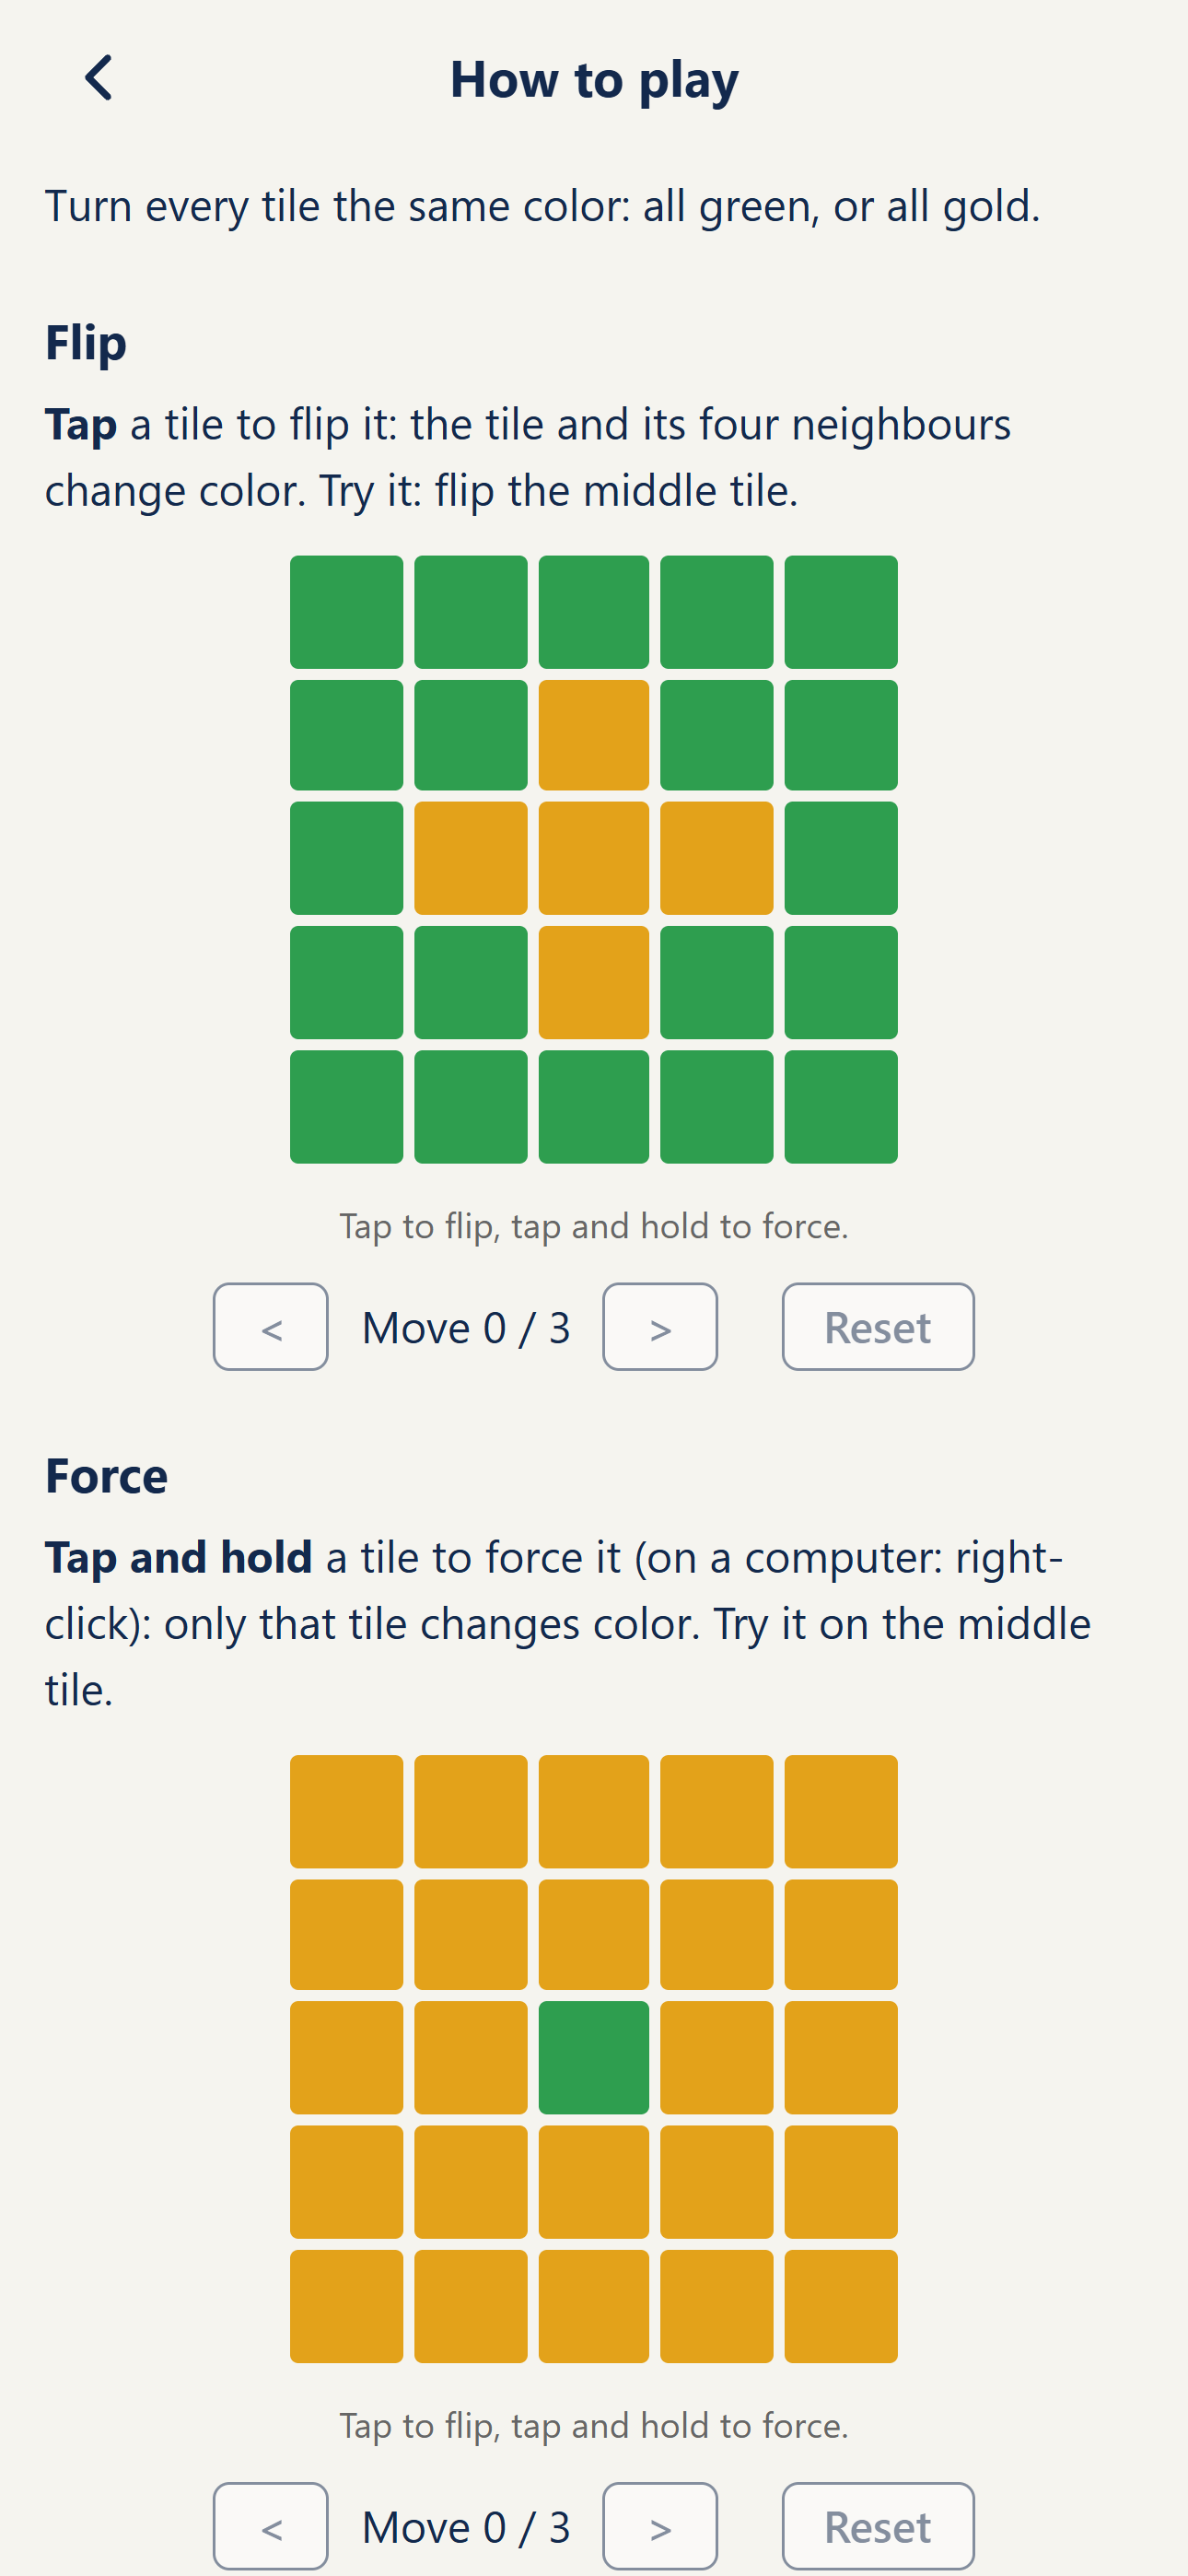 How to play
Turn every tile the same color: all green, or all gold.
Flip
Tap a tile to flip it: the tile and its four neighbours
change color. Try it: flip the middle tile.
Tap to flip, tap and hold to force.
< Move 0 / 3 > Reset
Force
Tap and hold a tile to force it (on a computer: right-
click): only that tile changes color. Try it on the middle
tile.
Tap to flip, tap and hold to force.
< Move 0 / 3 > Reset